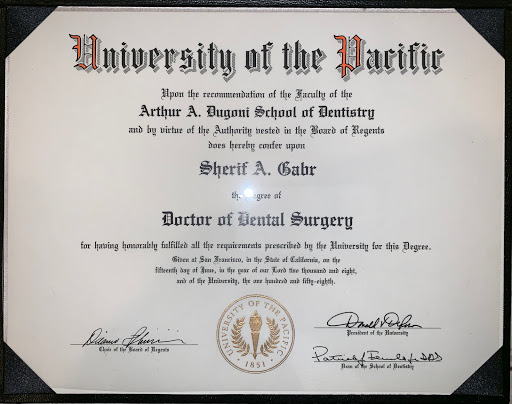 University of the Pacific
Upon the recommendation of the Faculty of the
Arthur A. Dugoni School of Dentistry
and by virtue of the Authority vested in the Board of Regents
does hereby confer upon
Sherif A. Gabr
the Degree of
Doctor of Dental Surgery
for having honorably fulfilled all the requirements prescribed by the University for this Degree.
Given at San Francisco, in the State of California, on the
fifteenth day of June, in the year of our Lord two thousand and eight,
and of the University, the one hundred and fifty-eighth.
UNIVERSITY OF THE PACIFIC
1851
Chair of the Board of Regents
President of the University
DDS
Dean of the School of Dentistry